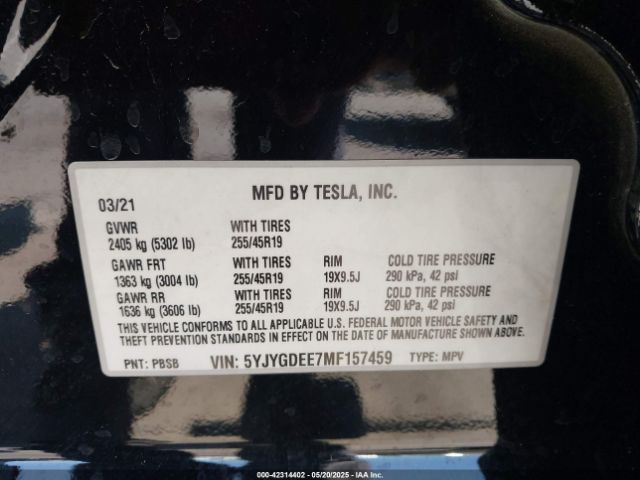 MFD BY TESLA, INC.
03/21
GVWR WITH TIRES
2405 kg (5302 lb) 255/45R19
GAWR FRT WITH TIRES RIM COLD TIRE PRESSURE
1363 kg (3004 lb) 255/45R19 19X9.5J 290 kPa, 42 psi
GAWR RR WITH TIRES RIM COLD TIRE PRESSURE
1636 kg (3606 lb) 255/45R19 19X9.5J 290 kPa, 42 psi
THIS VEHICLE CONFORMS TO ALL APPLICABLE U.S. FEDERAL MOTOR VEHICLE SAFETY AND
THEFT PREVENTION STANDARDS IN EFFECT ON THE DATE OF MANUFACTURE SHOWN ABOVE.
PNT: PBSB VIN: 5YJYGDEE7MF157459 TYPE: MPV
000-42314402 - 05/20/2025 - IAA Inc.